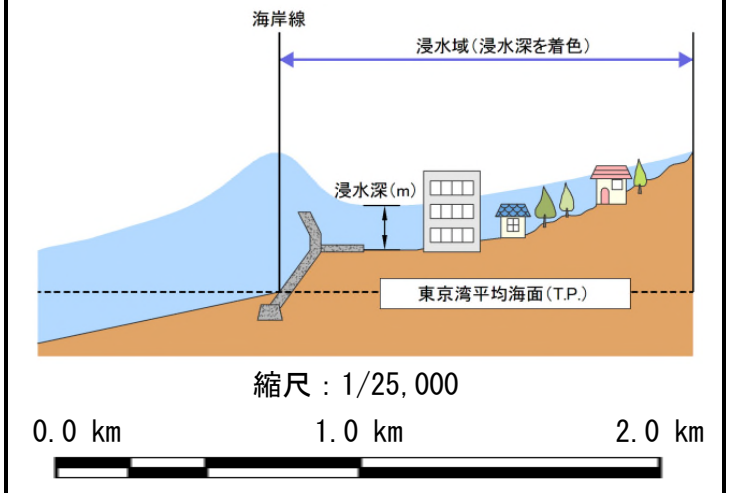 海岸線
浸水域(浸水深を着色)
浸水深(m)
東京湾平均海面(T.P.)
縮尺:1/25,000
0.0 km 1.0 km 2.0 km